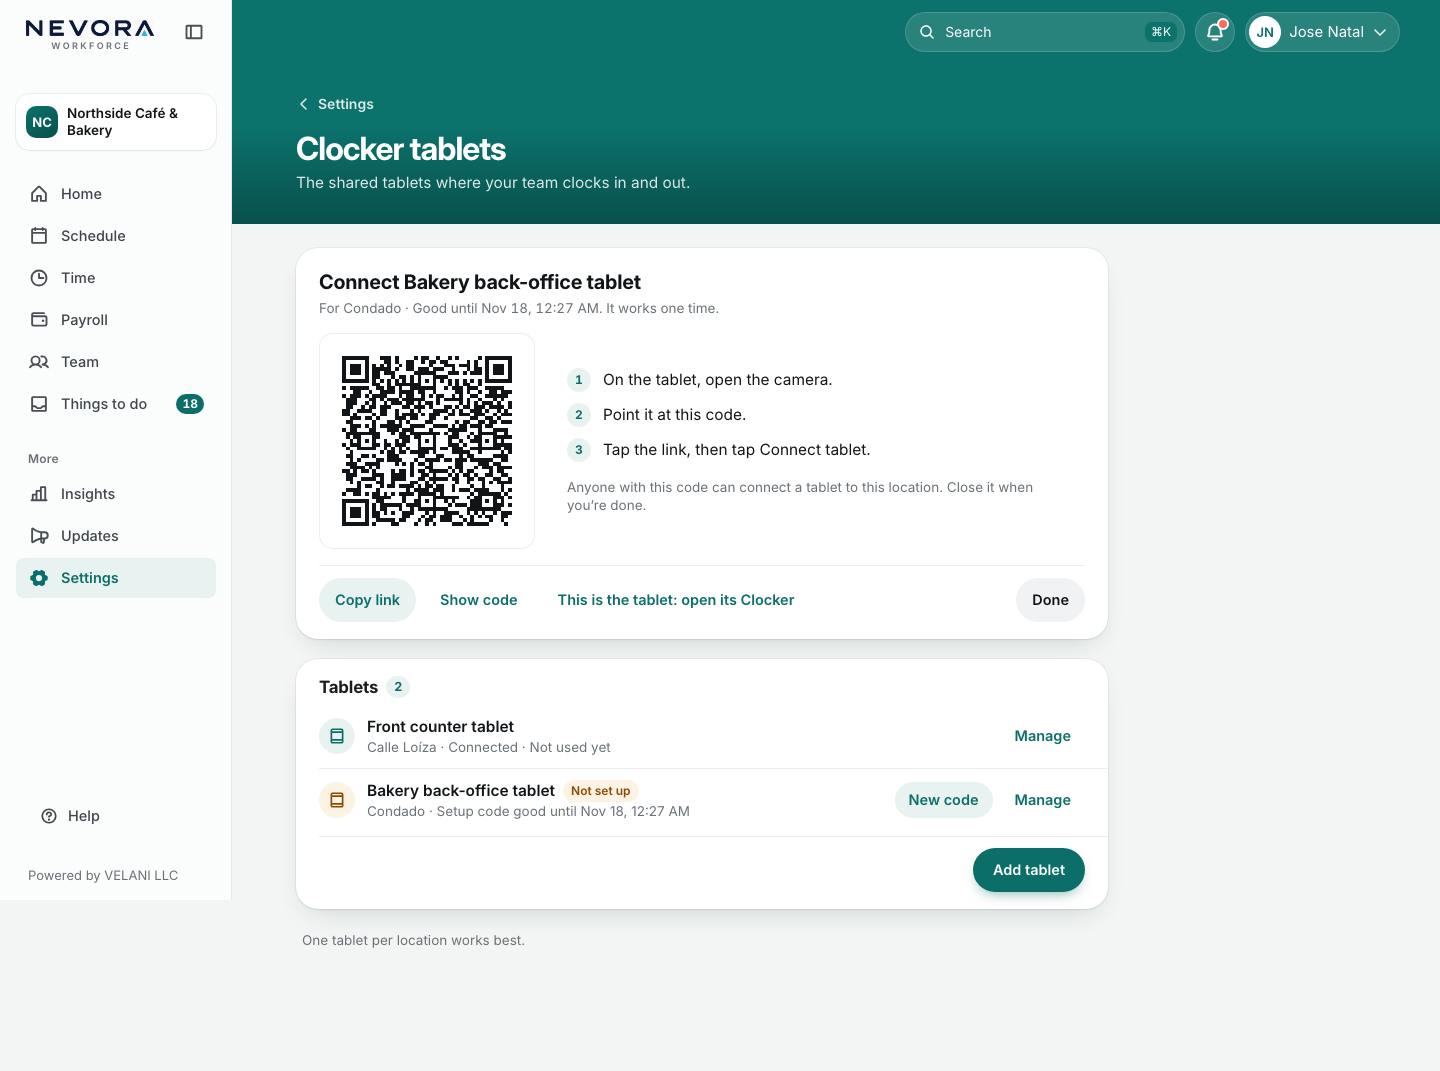 NEVORA
WORKFORCE
Search
⌘K
JN
Jose Natal
NC
Northside Café &
Bakery
Home
Schedule
Time
Payroll
Team
Things to do
18
More
Insights
Updates
Settings
Help
Powered by VELANI LLC
Settings
Clocker tablets
The shared tablets where your team clocks in and out.
Connect Bakery back-office tablet
For Condado · Good until Nov 18, 12:27 AM. It works one time.
1 On the tablet, open the camera.
2 Point it at this code.
3 Tap the link, then tap Connect tablet.
Anyone with this code can connect a tablet to this location. Close it when
you’re done.
Copy link
Show code
This is the tablet: open its Clocker
Done
Tablets 2
Front counter tablet
Calle Loíza · Connected · Not used yet
Manage
Bakery back-office tablet Not set up
Condado · Setup code good until Nov 18, 12:27 AM
New code
Manage
Add tablet
One tablet per location works best.